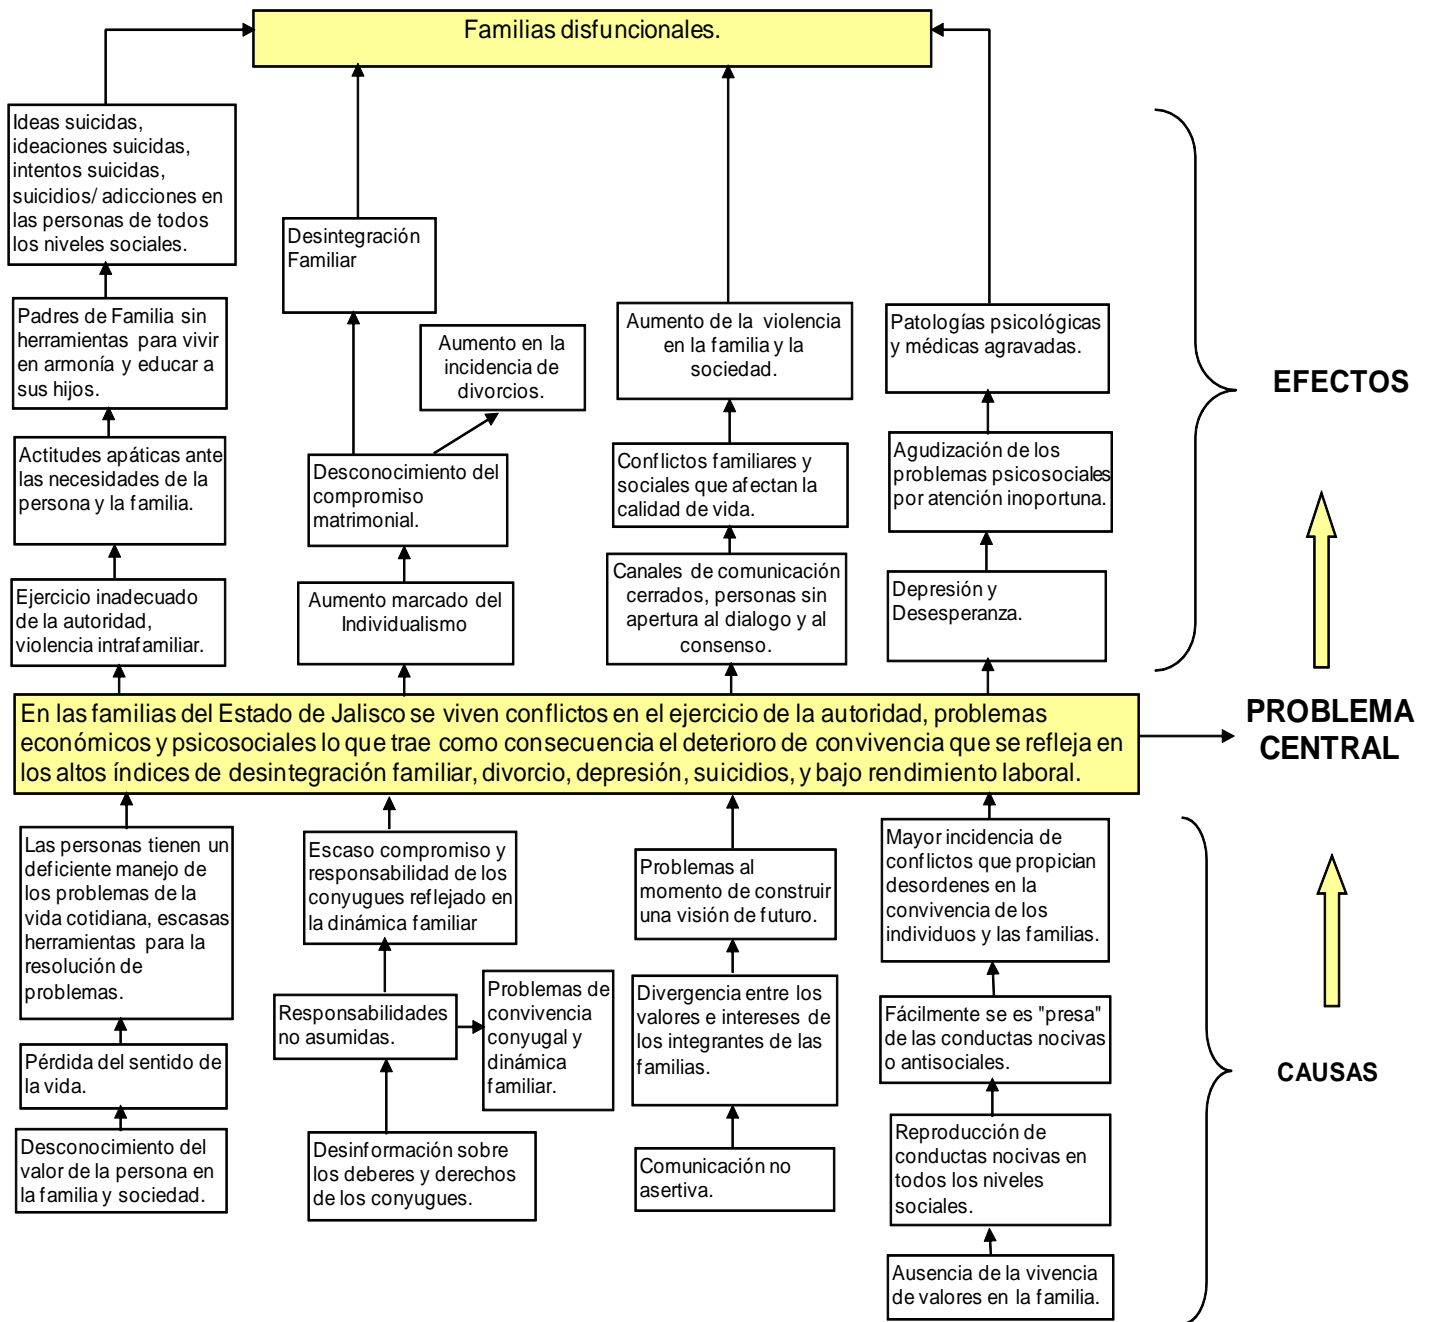 Familias disfuncionales.
Ideas suicidas,
ideaciones suicidas,
intentos suicidas,
suicidios/ adicciones en
las personas de todos
los niveles sociales.
Padres de Familia sin
herramientas para vivir
en armonía y educar a
sus hijos.
Actitudes apáticas ante
las necesidades de la
persona y la familia.
Ejercicio inadecuado
de la autoridad,
violencia intrafamiliar.
Desintegración
Familiar
Aumento en la
incidencia de
divorcios.
Desconocimiento del
compromiso
matrimonial.
Aumento marcado del
Individualismo
Aumento de la violencia
en la familia y la
sociedad.
Conflictos familiares y
sociales que afectan la
calidad de vida.
Canales de comunicación
cerrados, personas sin
apertura al dialogo y al
consenso.
Patologías psicológicas
y médicas agravadas.
Agudización de los
problemas psicosociales
por atención inoportuna.
Depresión y
Desesperanza.
EFECTOS
En las familias del Estado de Jalisco se viven conflictos en el ejercicio de la autoridad, problemas
económicos y psicosociales lo que trae como consecuencia el deterioro de convivencia que se refleja en
los altos índices de desintegración familiar, divorcio, depresión, suicidios, y bajo rendimiento laboral.
PROBLEMA
CENTRAL
Las personas tienen un
deficiente manejo de
los problemas de la
vida cotidiana, escasas
herramientas para la
resolución de
problemas.
Pérdida del sentido de
la vida.
Desconocimiento del
valor de la persona en
la familia y sociedad.
Escaso compromiso y
responsabilidad de los
conyugues reflejado en
la dinámica familiar
Responsabilidades
no asumidas.
Problemas de
convivencia
conyugal y
dinámica
familiar.
Desinformación sobre
los deberes y derechos
de los conyugues.
Problemas al
momento de construir
una visión de futuro.
Divergencia entre los
valores e intereses de
los integrantes de las
familias.
Comunicación no
asertiva.
Mayor incidencia de
conflictos que propician
desordenes en la
convivencia de los
individuos y las familias.
Fácilmente se es "presa"
de las conductas nocivas
o antisociales.
Reproducción de
conductas nocivas en
todos los niveles
sociales.
Ausencia de la vivencia
de valores en la familia.
CAUSAS